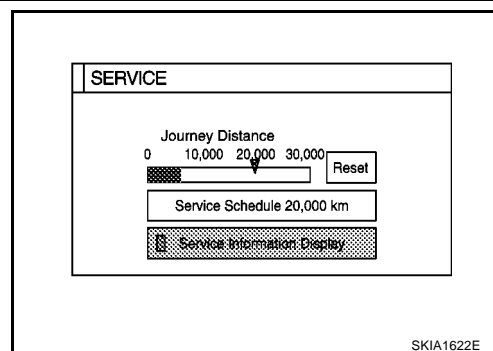 SERVICE
Journey Distance
0 10,000 20,000 30,000
Reset
Service Schedule 20,000 km
Service Information Display
SKIA1622E